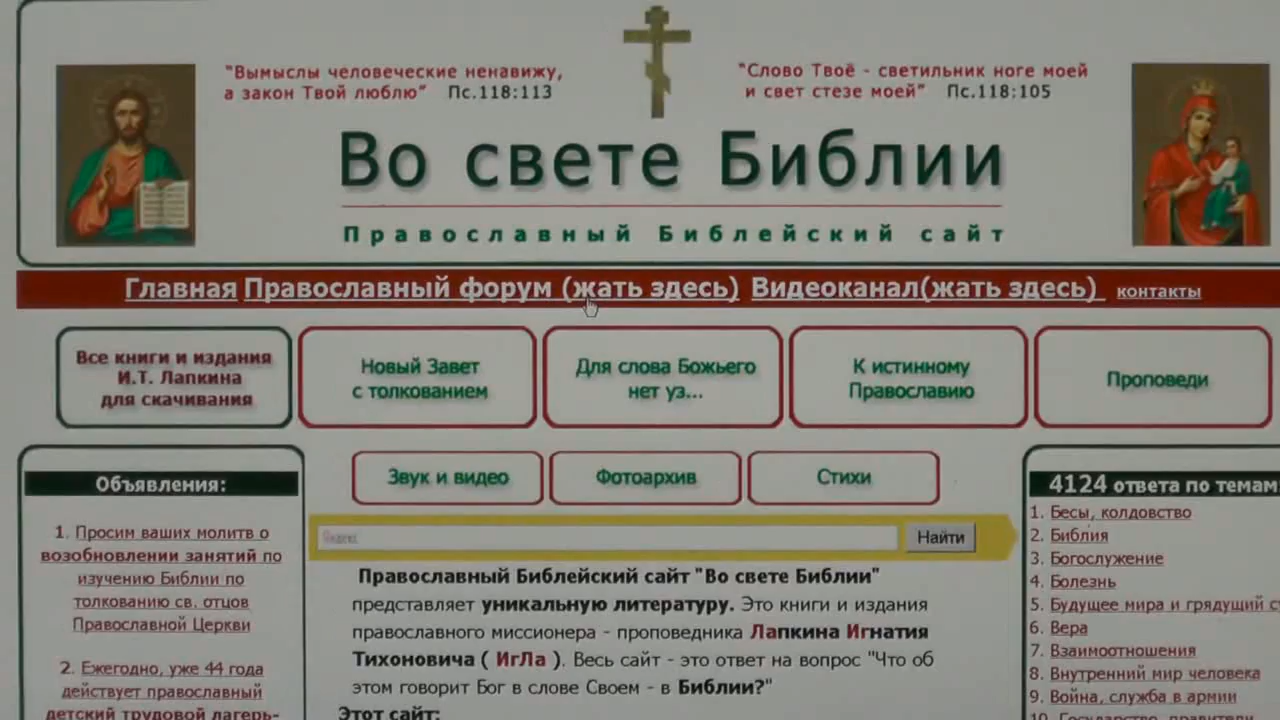 "Вымыслы человеческие ненавижу,
а закон Твой люблю" Пс.118:113
"Слово Твоё - светильник ноге моей
и свет стезе моей" Пс.118:105
Во свете Библии
Православный Библейский сайт
Главная Православный форум (жать здесь) Видеоканал(жать здесь) контакты
Все книги и издания
И.Т. Лапкина
для скачивания
Новый Завет
с толкованием
Для слова Божьего
нет уз...
К истинному
Православию
Проповеди
Звук и видео
Фотоархив
Стихи
Объявления:
1. Просим ваших молитв о
возобновлении занятий по
изучению Библии по
толкованию св. отцов
Православной Церкви
2. Ежегодно, уже 44 года
действует православный
детский трудовой лагерь-
Яндекс
Найти
Православный Библейский сайт "Во свете Библии"
представляет уникальную литературу. Это книги и издания
православного миссионера - проповедника Лапкина Игнатия
Тихоновича ( ИгЛа ). Весь сайт - это ответ на вопрос "Что об
этом говорит Бог в слове Своем - в Библии?"
Этот сайт:
4124 ответа по темам
1. Бесы, колдовство
2. Библия
3. Богослужение
4. Болезнь
5. Будущее мира и грядущий
6. Вера
7. Взаимоотношения
8. Внутренний мир человека
9. Война, служба в армии
10. Государство, правители